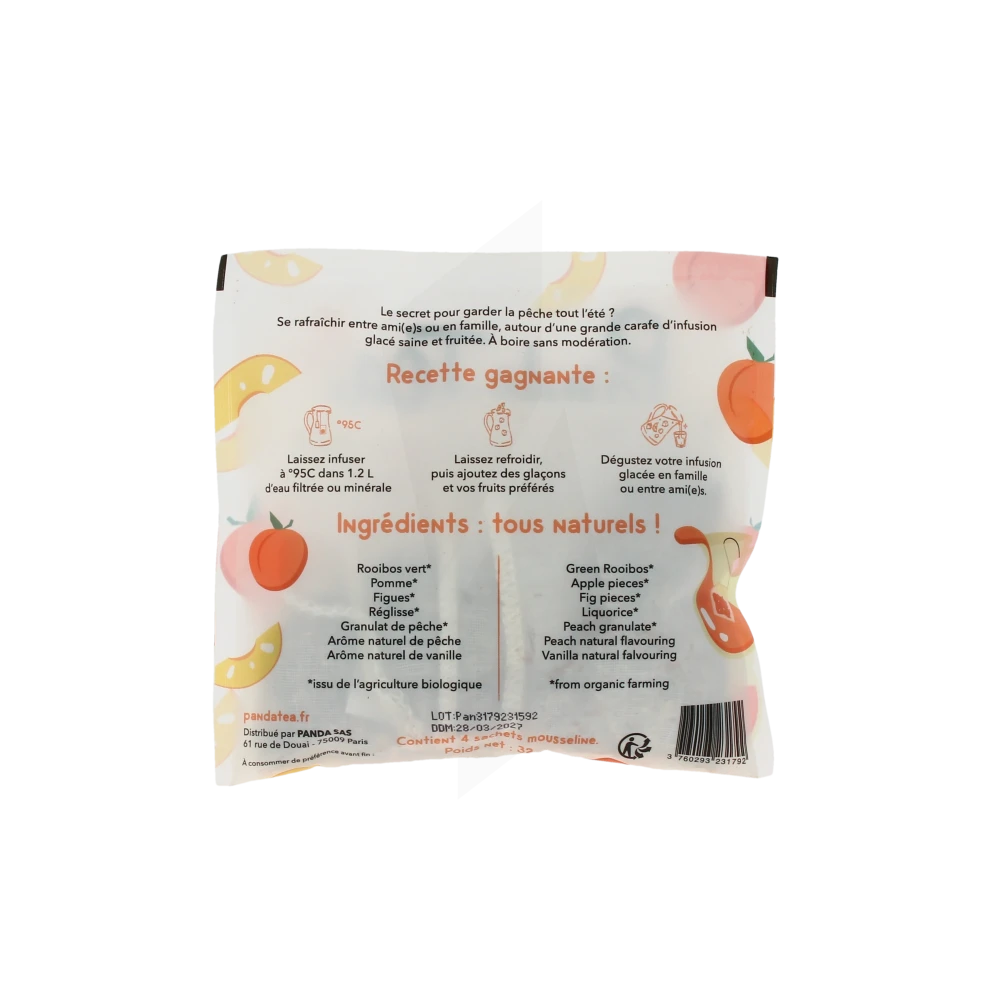 Le secret pour garder la pêche tout l'été ?
Se rafraîchir entre ami(e)s ou en famille, autour d'une grande carafe d'infusion
glacé saine et fruitée. À boire sans modération.
Recette gagnante :
°95C
Laissez infuser
à °95C dans 1.2 L
d'eau filtrée ou minérale
Laissez refroidir,
puis ajoutez des glaçons
et vos fruits préférés
Dégustez votre infusion
glacée en famille
ou entre ami(e)s.
Ingrédients : tous naturels !
Rooibos vert*
Pomme*
Figues*
Réglisse*
Granulat de pêche*
Arôme naturel de pêche
Arôme naturel de vanille
*issu de l'agriculture biologique
Green Rooibos*
Apple pieces*
Fig pieces*
Liquorice*
Peach granulate*
Peach natural flavouring
Vanilla natural falvouring
*from organic farming
pandatea.fr
Distribué par PANDA SAS
61 rue de Douai - 75009 Paris
À consommer de préférence avant fin :
LOT:Pan3179231592
DDM:28/03/2027
Contient 4 sachets mousseline.
Poids net :
3 760293 231792